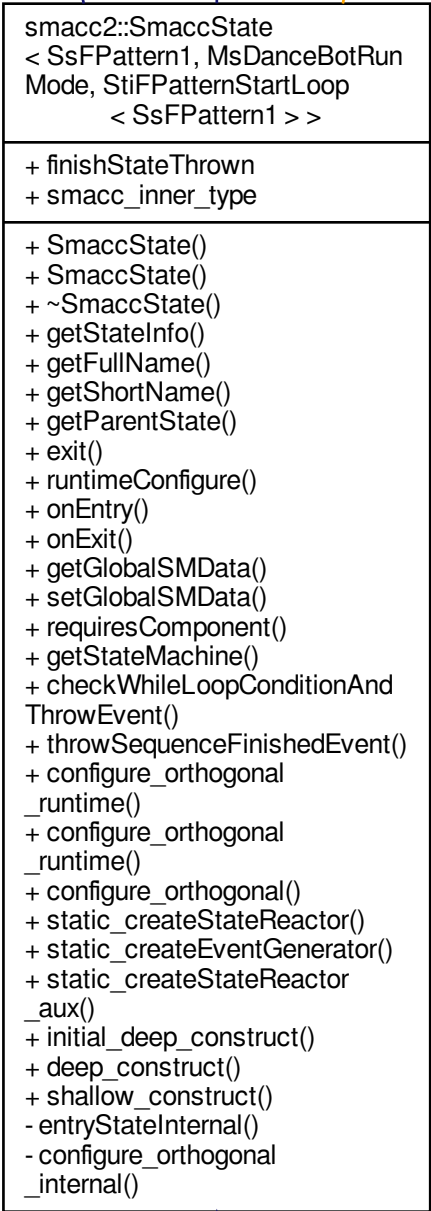 smacc2::SmaccState
< SsFPattern1, MsDanceBotRun
Mode, StiFPatternStartLoop
< SsFPattern1 > >
+ finishStateThrown
+ smacc_inner_type
+ SmaccState()
+ SmaccState()
+ ~SmaccState()
+ getStateInfo()
+ getFullName()
+ getShortName()
+ getParentState()
+ exit()
+ runtimeConfigure()
+ onEntry()
+ onExit()
+ getGlobalSMData()
+ setGlobalSMData()
+ requiresComponent()
+ getStateMachine()
+ checkWhileLoopConditionAnd
ThrowEvent()
+ throwSequenceFinishedEvent()
+ configure_orthogonal
_runtime()
+ configure_orthogonal
_runtime()
+ configure_orthogonal()
+ static_createStateReactor()
+ static_createEventGenerator()
+ static_createStateReactor
_aux()
+ initial_deep_construct()
+ deep_construct()
+ shallow_construct()
- entryStateInternal()
- configure_orthogonal
_internal()